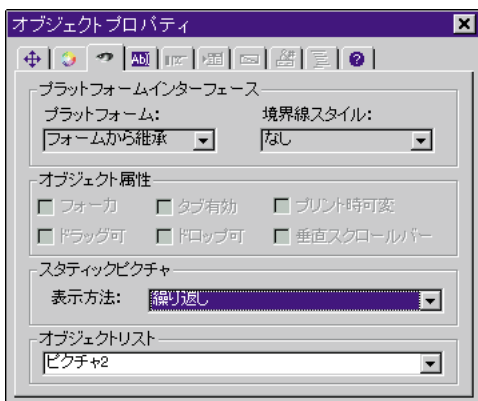 オブジェクトプロパティ
Ab
?
プラットフォームインターフェース
プラットフォーム: 境界線スタイル:
フォームから継承 なし
オブジェクト属性
フォーカ タブ有効 プリント時可変
ドラッグ可 ドロップ可 垂直スクロールバー
スタティックピクチャ
表示方法: 繰り返し
オブジェクトリスト
ピクチャ2